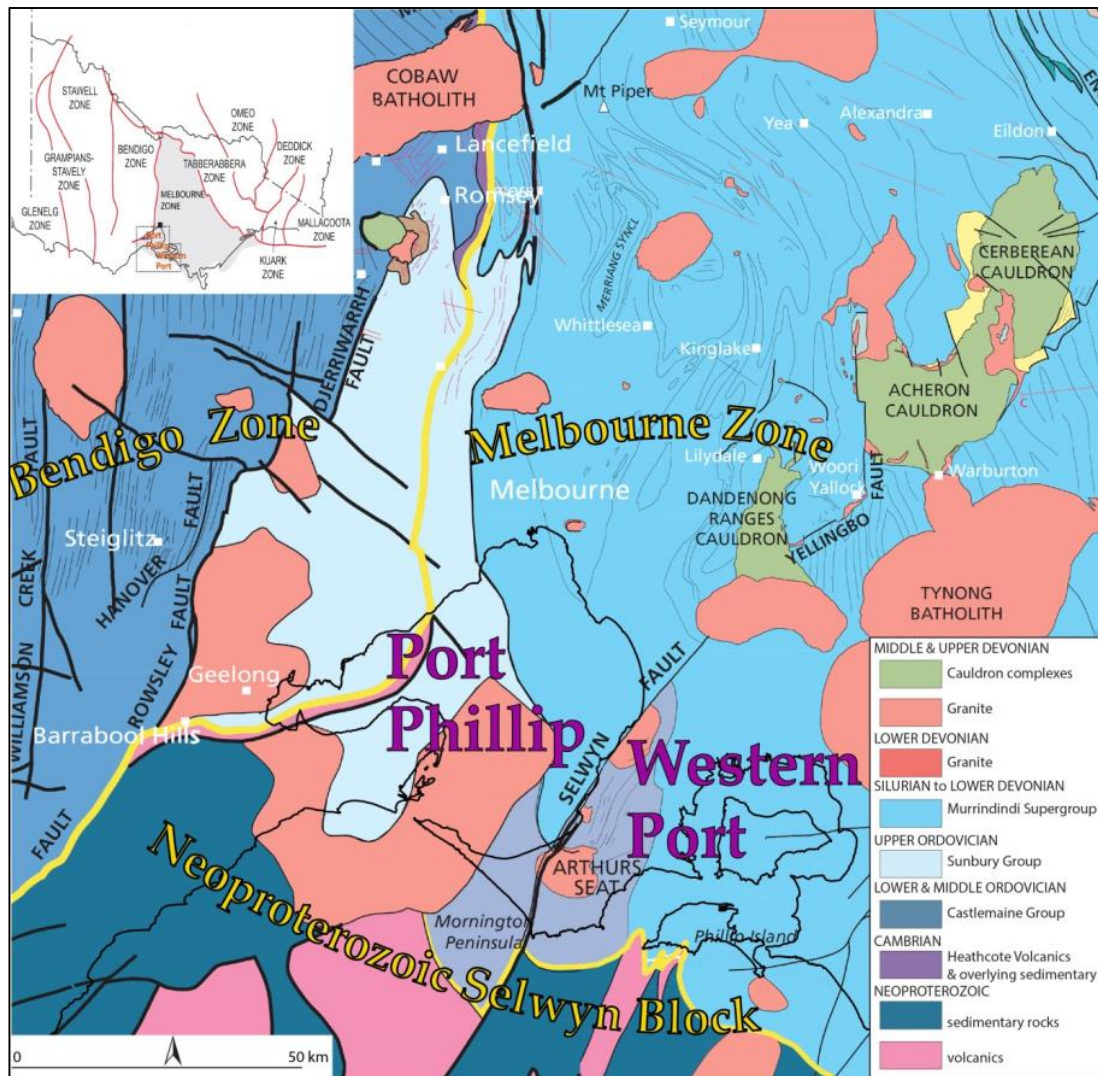 STAWELL
ZONE
OMEO
ZONE
DEDDICK
ZONE
BENDIGO
ZONE
TABBERABBERA
ZONE
GRAMPIANS-
STAVELY
ZONE
MELBOURNE
ZONE
GLENELG
ZONE
MALLACOOTA
ZONE
KUARK
ZONE
Port
Phillip
Western
Port
COBAW
BATHOLITH
Lancefield
Romsey
Seymour
Mt Piper
Yea
Alexandra
Eildon
MERRIANG SYNCL
CERBEREAN
CAULDRON
Whittlesea
Kinglake
ACHERON
CAULDRON
DJERRIWARRH
FAULT
Bendigo Zone
Melbourne Zone
Melbourne
Lilydale
Woori
Yallock
FAULT
Warburton
DANDENONG
RANGES
CAULDRON
YELLINGBO
TYNONG
BATHOLITH
FAULT
CREEK
WILLIAMSON
Steiglitz
HANOVER
FAULT
ROWSLEY
FAULT
Geelong
Barrabool Hills
FAULT
Port
Phillip
SELWYN
FAULT
Western
Port
ARTHURS
SEAT
Mornington
Peninsula
Phillip Island
Neoproterozoic Selwyn Block
0
50 km
MIDDLE & UPPER DEVONIAN
Cauldron complexes
Granite
LOWER DEVONIAN
Granite
SILURIAN to LOWER DEVONIAN
Murrindindi Supergroup
UPPER ORDOVICIAN
Sunbury Group
LOWER & MIDDLE ORDOVICIAN
Castlemaine Group
CAMBRIAN
Heathcote Volcanics
& overlying sedimentary
NEOPROTEROZOIC
sedimentary rocks
volcanics